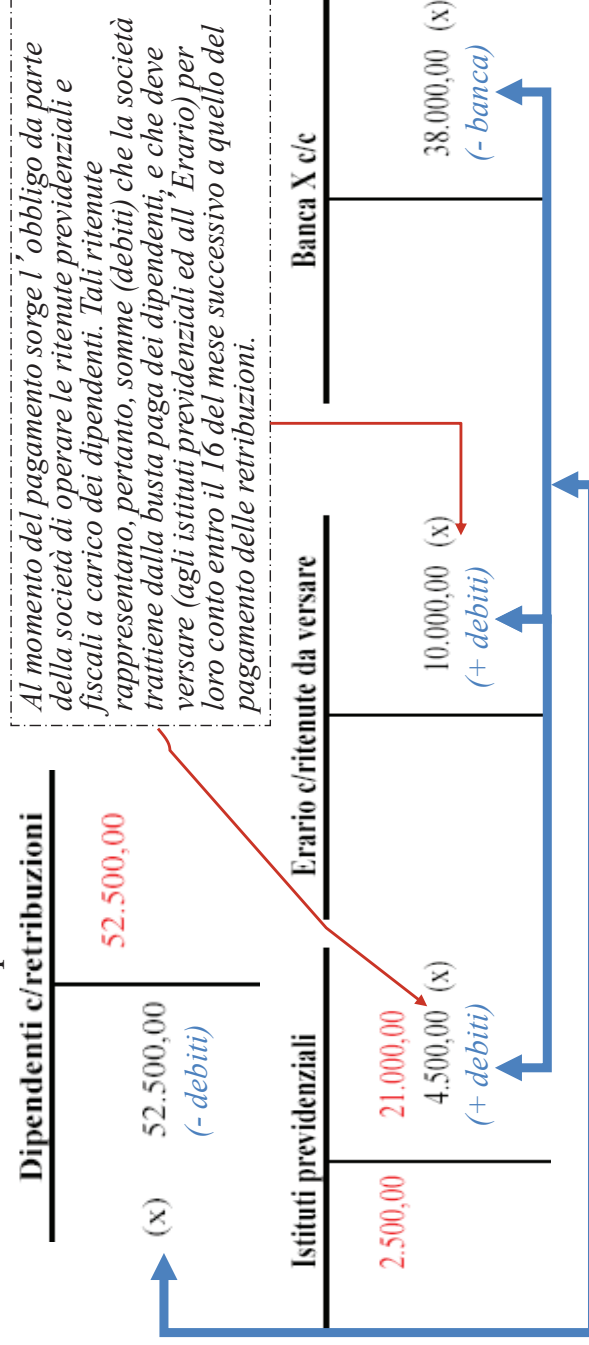 Al momento del pagamento sorge l'obbligo da parte
della società di operare le ritenute previdenziali e
fiscali a carico dei dipendenti. Tali ritenute
rappresentano, pertanto, somme (debiti) che la società
trattiene dalla busta paga dei dipendenti, e che deve
versare (agli istituti previdenziali ed all'Erario) per
loro conto entro il 16 del mese successivo a quello del
pagamento delle retribuzioni.
Dipendenti c/retribuzioni
52.500,00
(x) 52.500,00
(- debiti)
Istituti previdenziali
2.500,00 21.000,00
4.500,00 (x)
(+ debiti)
Erario c/ritenute da versare
10.000,00 (x)
(+ debiti)
Banca X c/c
38.000,00 (x)
(- banca)